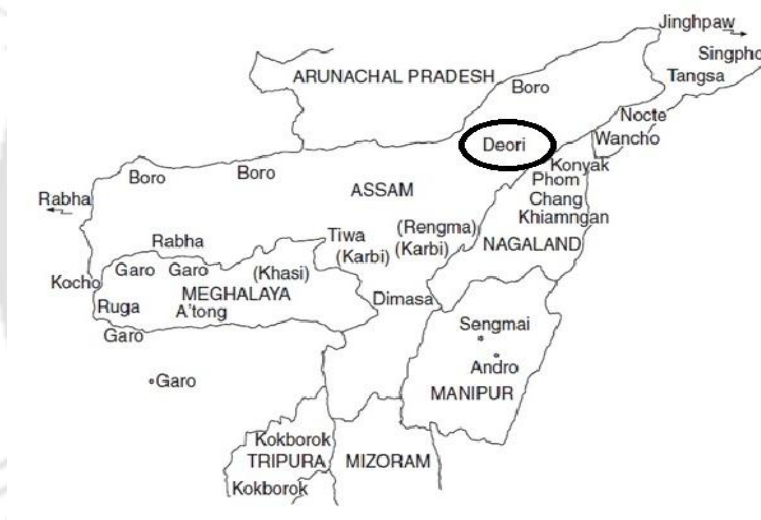 Jinghpaw
Singpho
ARUNACHAL PRADESH
Tangsa
Boro
Nocte
Deori
Wancho
Konyak
Boro
Boro
Phom
ASSAM
Chang
Rabha
Khiamngan
(Rengma)
Rabha
Tiwa
(Karbi)
NAGALAND
(Karbi)
Garo
Garo
(Khasi)
Kocho
MEGHALAYA
Dimasa
Ruga
A'tong
Sengmai
Garo
Andro
Garo
MANIPUR
Kokborok
TRIPURA
MIZORAM
Kokborok